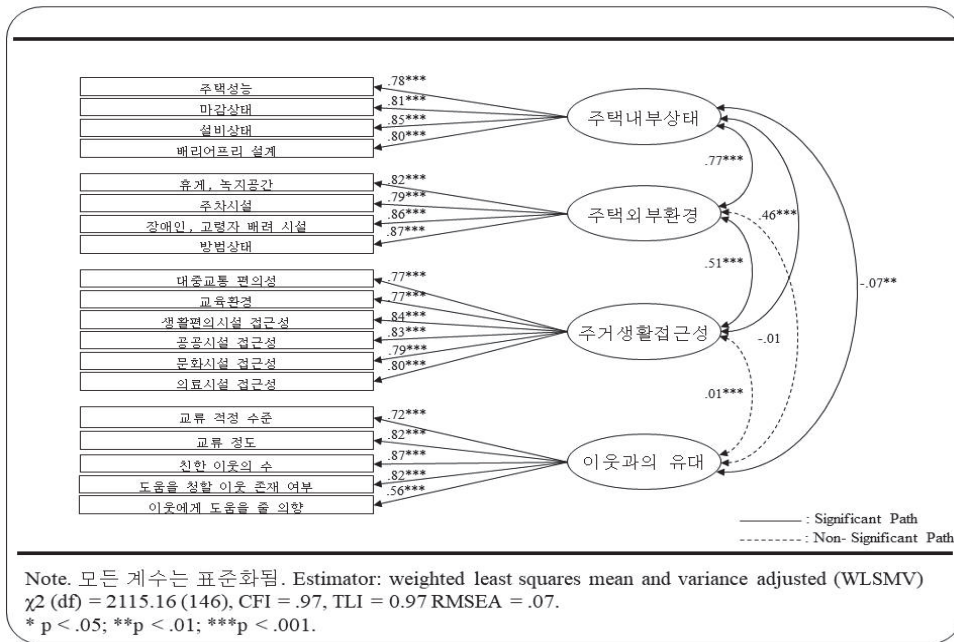 주택성능
.78***
마감상태
.81***
설비상태
.85***
배리어프리 설계
.80***
주택내부상태
휴게, 녹지공간
.82***
주차시설
.79***
장애인, 고령자 배려 시설
.86***
방범상태
.87***
주택외부환경
대중교통 편의성
.77***
교육환경
.77***
생활편의시설 접근성
.84***
공공시설 접근성
.83***
문화시설 접근성
.79***
의료시설 접근성
.80***
주거생활접근성
교류 적정 수준
.72***
교류 정도
.82***
친한 이웃의 수
.87***
도움을 청할 이웃 존재 여부
.82***
이웃에게 도움을 줄 의향
.56***
이웃과의 유대
.77***
.46***
.51***
-.07**
-.01
.01***
: Significant Path
: Non- Significant Path
Note. 모든 계수는 표준화됨. Estimator: weighted least squares mean and variance adjusted (WLSMV)
χ2 (df) = 2115.16 (146), CFI = .97, TLI = 0.97 RMSEA = .07.
* p < .05; **p < .01; ***p < .001.